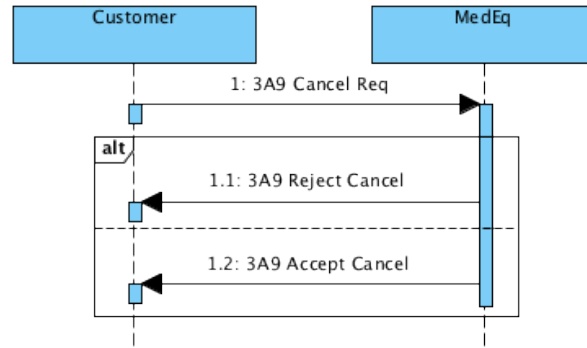 Customer
MedEq
1: 3A9 Cancel Req
alt
1.1: 3A9 Reject Cancel
1.2: 3A9 Accept Cancel